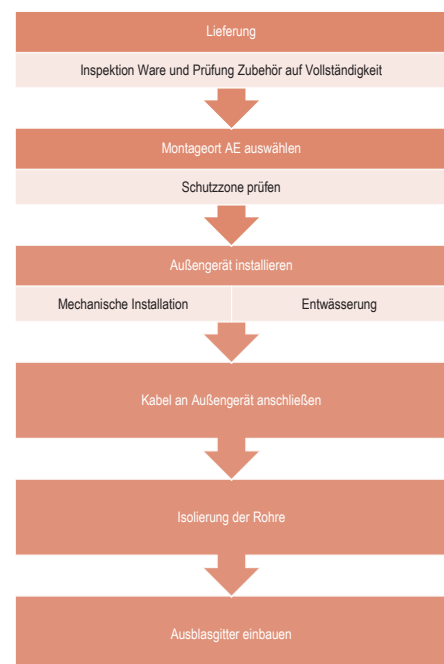 Lieferung
Inspektion Ware und Prüfung Zubehör auf Vollständigkeit
Montageort AE auswählen
Schutzzone prüfen
Außengerät installieren
Mechanische Installation
Entwässerung
Kabel an Außengerät anschließen
Isolierung der Rohre
Ausblasgitter einbauen